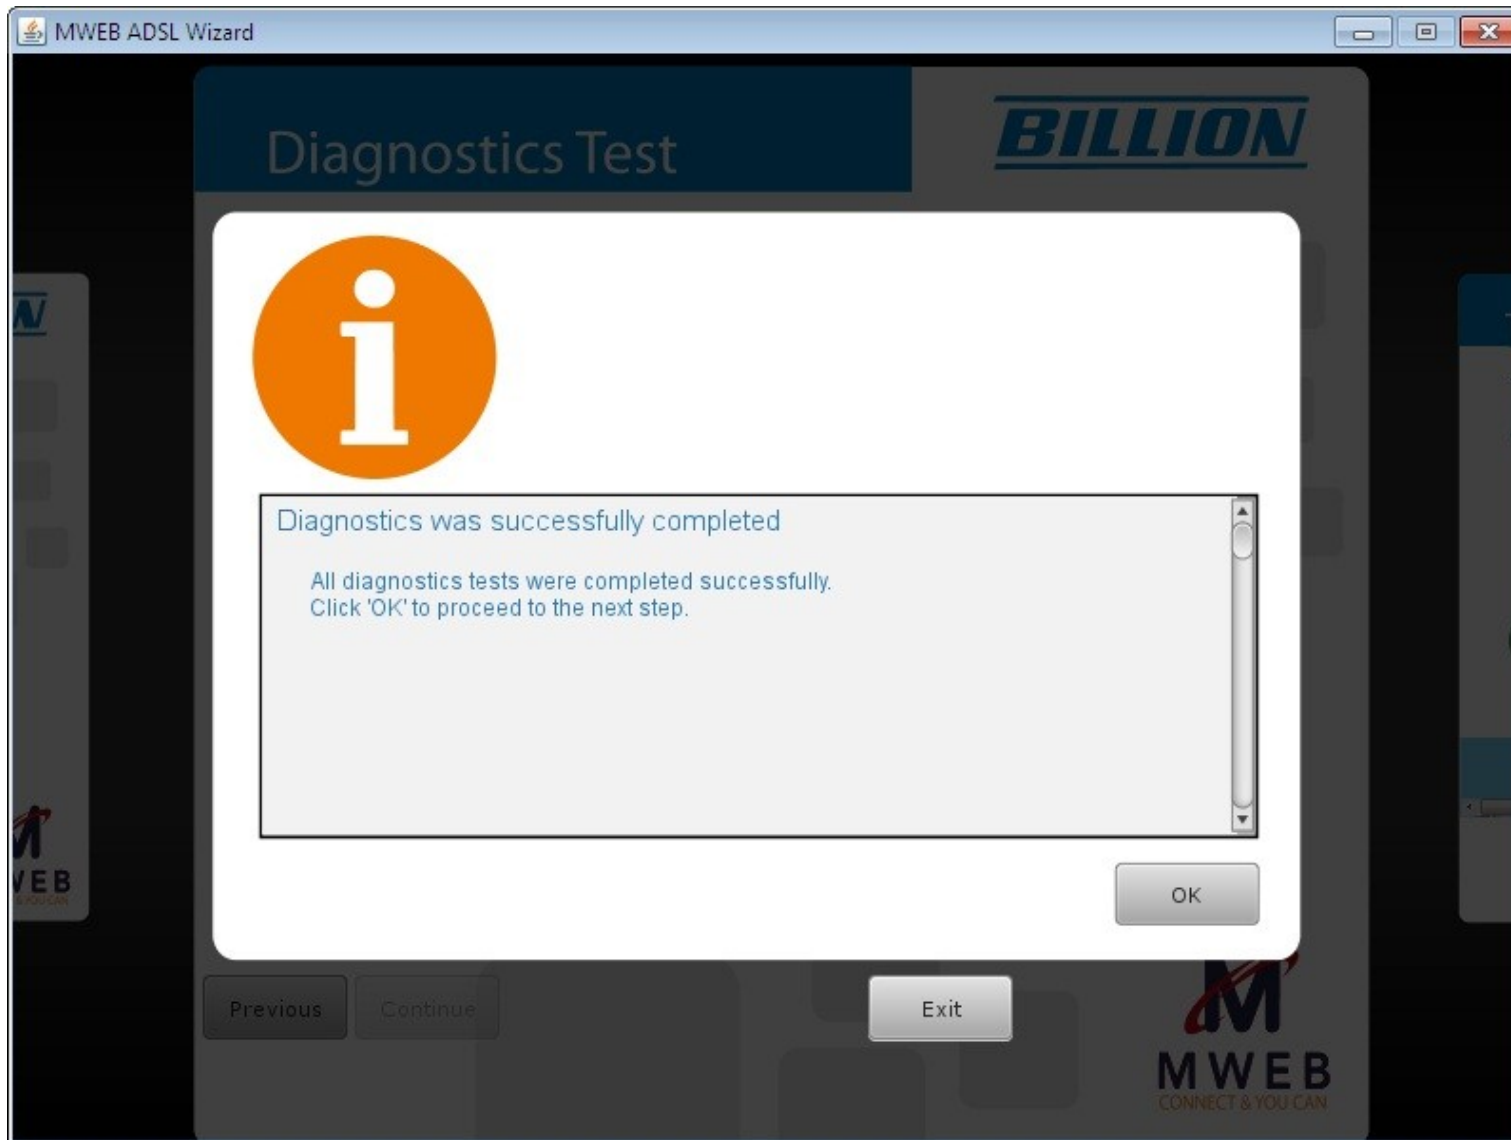 MWEB ADSL Wizard
Diagnostics Test
BILLION
Diagnostics was successfully completed
All diagnostics tests were completed successfully.
Click 'OK' to proceed to the next step.
OK
Previous
Continue
Exit
M
MWEB
CONNECT & YOU CAN